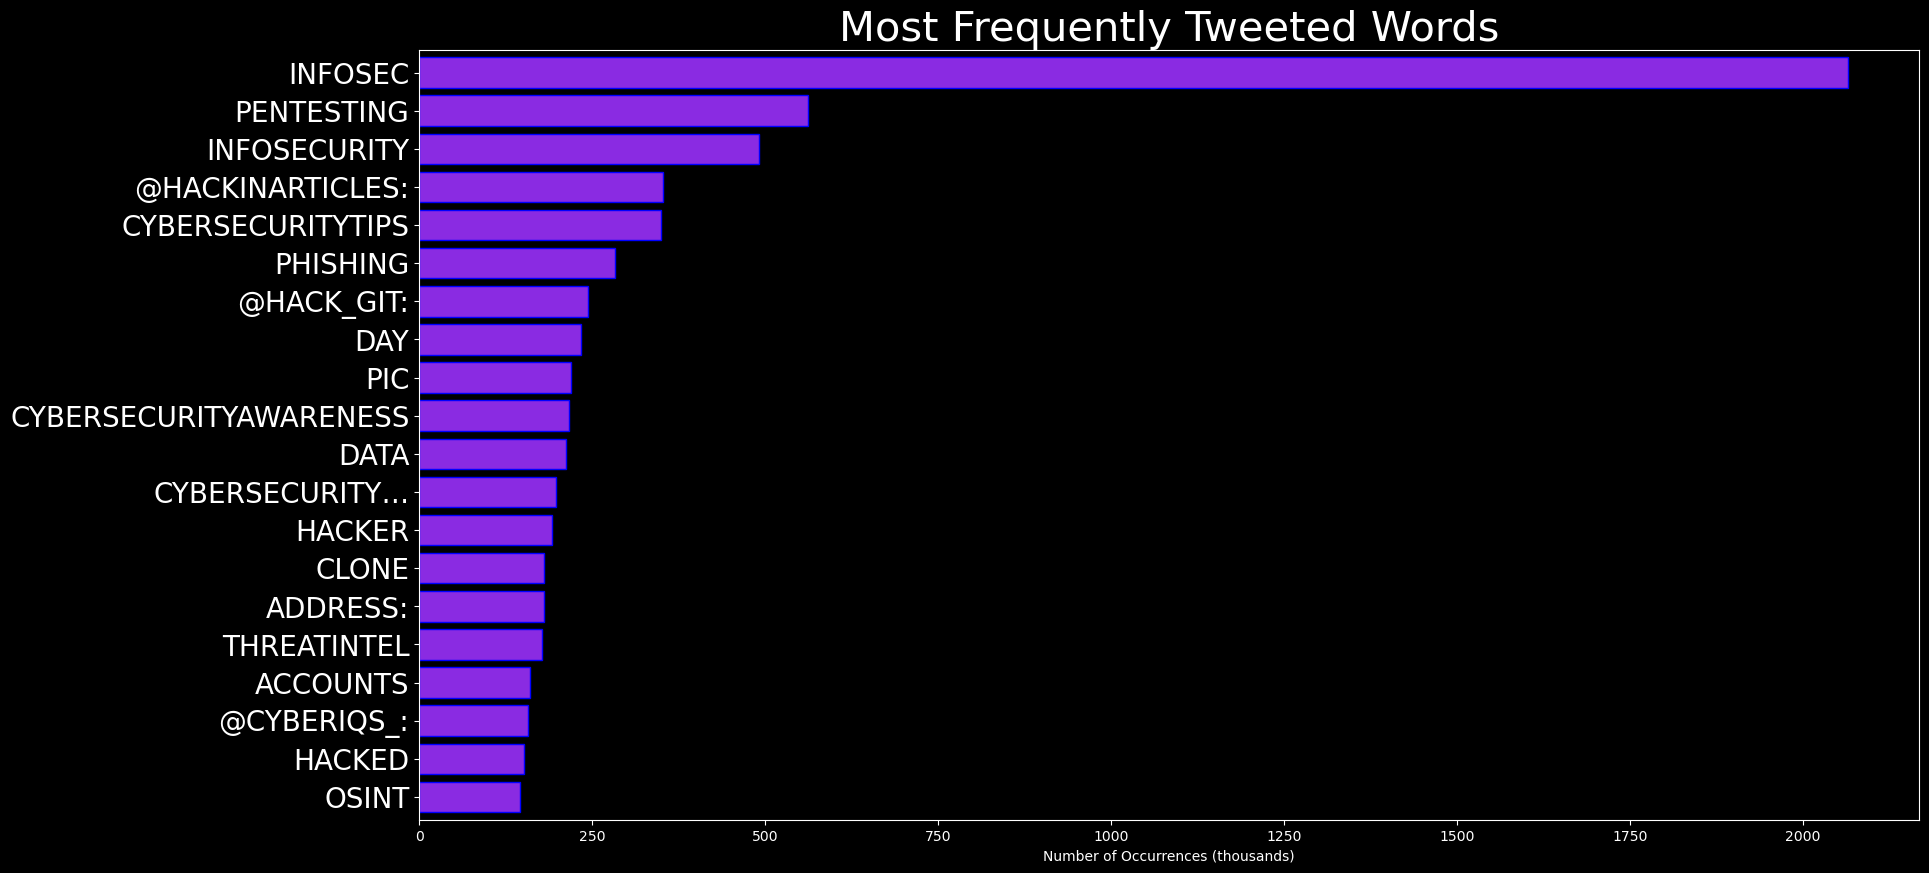 Most Frequently Tweeted Words
INFOSEC
PENTESTING
INFOSECURITY
@HACKINARTICLES:
CYBERSECURITYTIPS
PHISHING
@HACK_GIT:
DAY
PIC
CYBERSECURITYAWARENESS
DATA
CYBERSECURITY…
HACKER
CLONE
ADDRESS:
THREATINTEL
ACCOUNTS
@CYBERIQS_:
HACKED
OSINT
0 250 500 750 1000 1250 1500 1750 2000
Number of Occurrences (thousands)